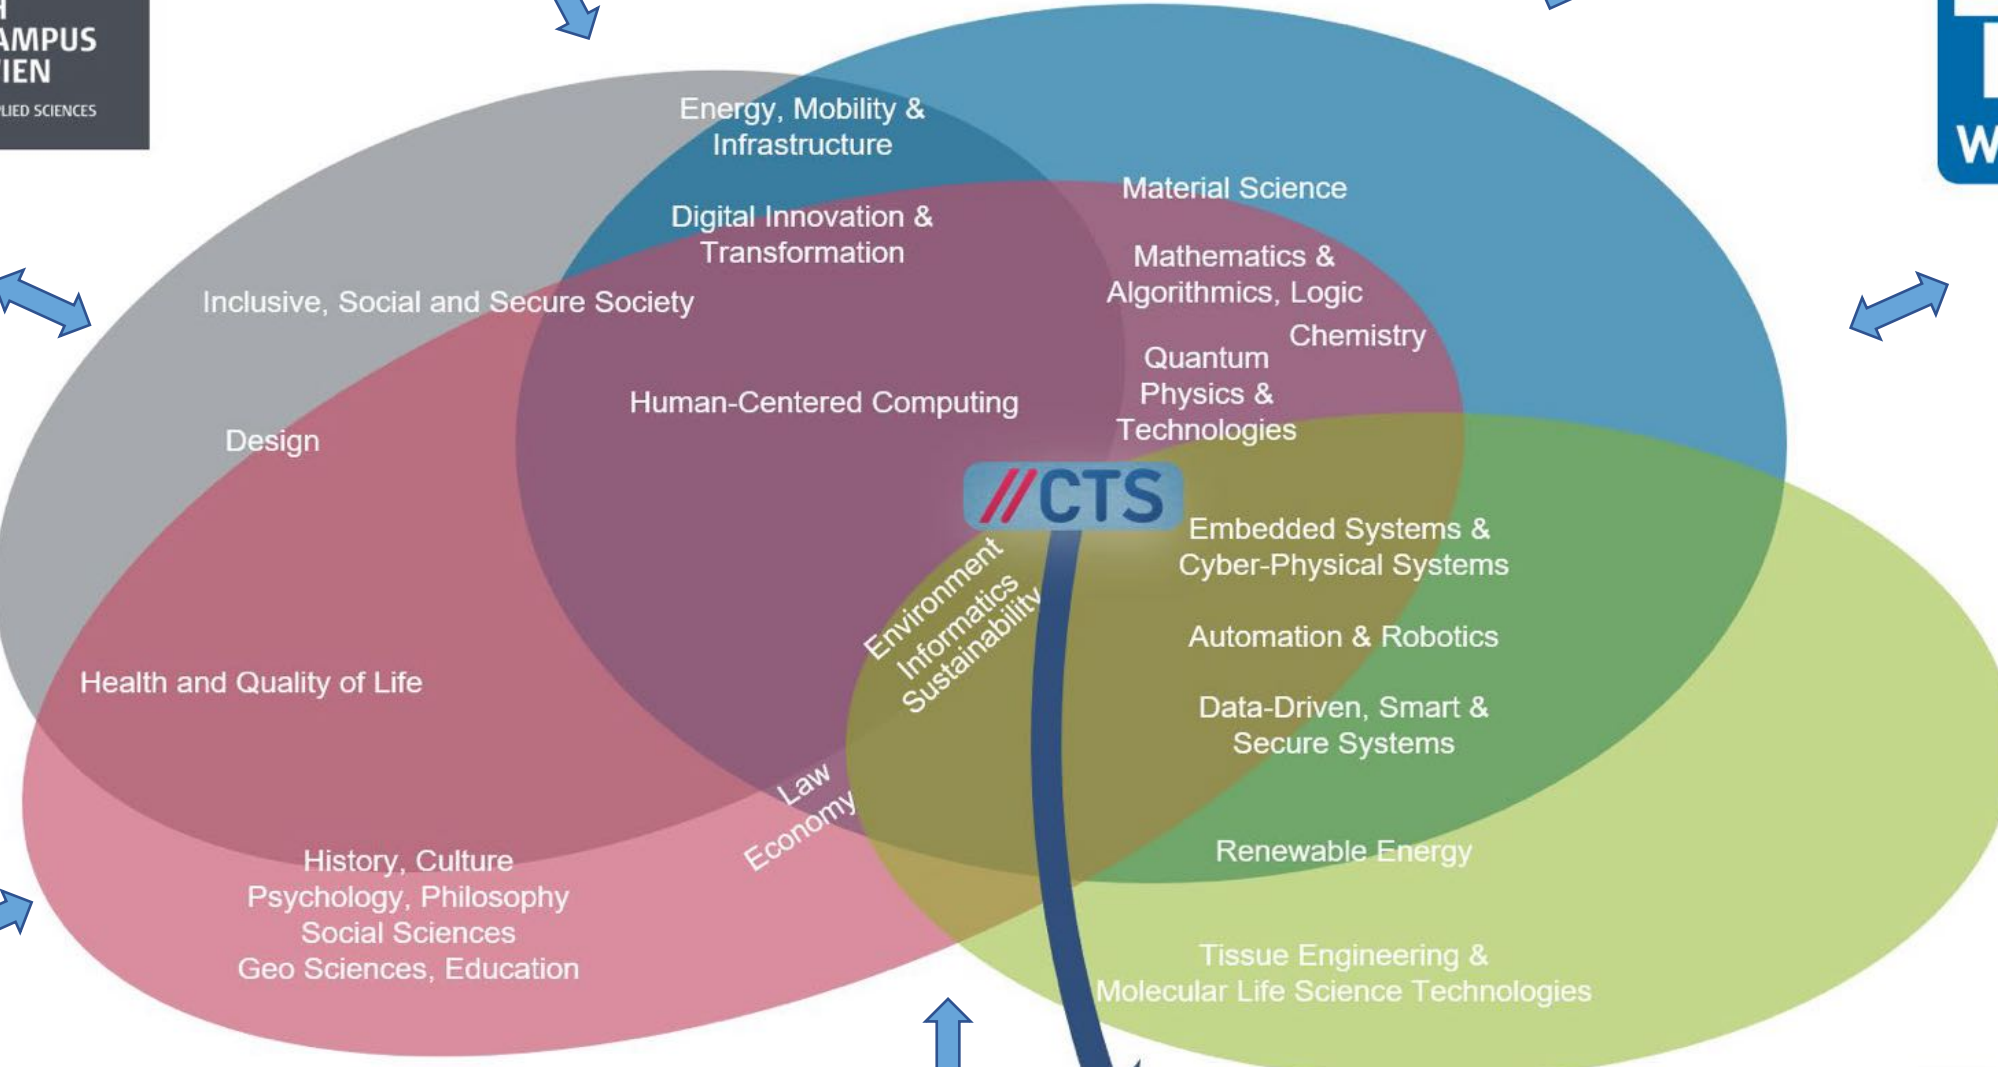 AMPUS
IEN
LIED SCIENCES
W
Energy, Mobility &
Infrastructure
Material Science
Digital Innovation &
Transformation
Mathematics &
Algorithmics, Logic
Inclusive, Social and Secure Society
Chemistry
Quantum
Physics &
Technologies
Human-Centered Computing
Design
//CTS
Embedded Systems &
Cyber-Physical Systems
Environment
Informatics
Sustainability
Automation & Robotics
Health and Quality of Life
Data-Driven, Smart &
Secure Systems
Law
Economy
Renewable Energy
History, Culture
Psychology, Philosophy
Social Sciences
Geo Sciences, Education
Tissue Engineering &
Molecular Life Science Technologies